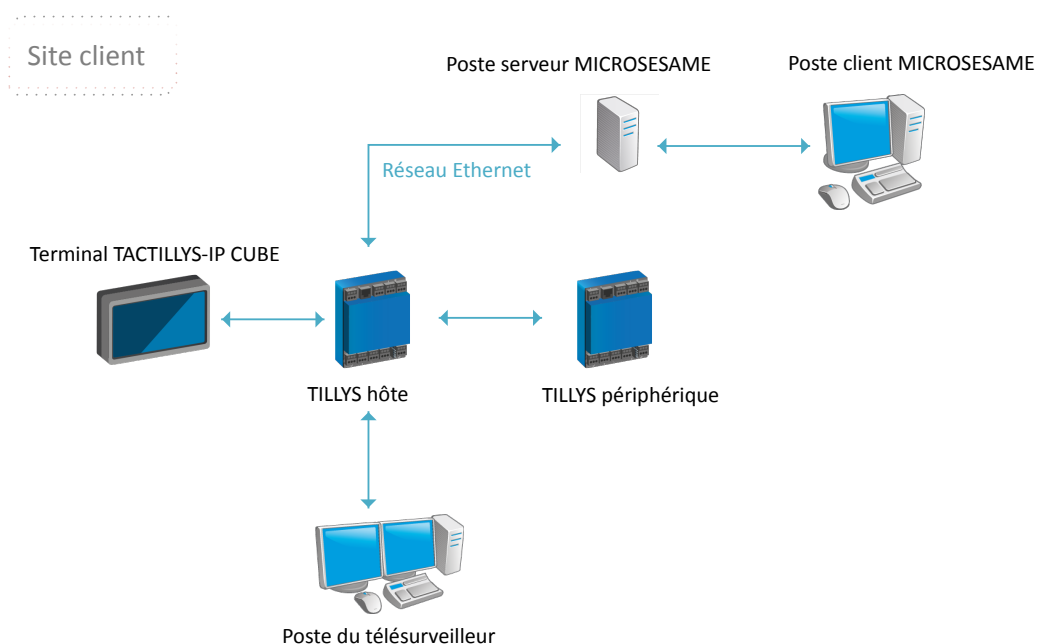 Site client
Poste serveur MICROSESAME
Poste client MICROSESAME
Réseau Ethernet
Terminal TACTILLYS-IP CUBE
TILLYS hôte
TILLYS périphérique
Poste du télésurveilleur